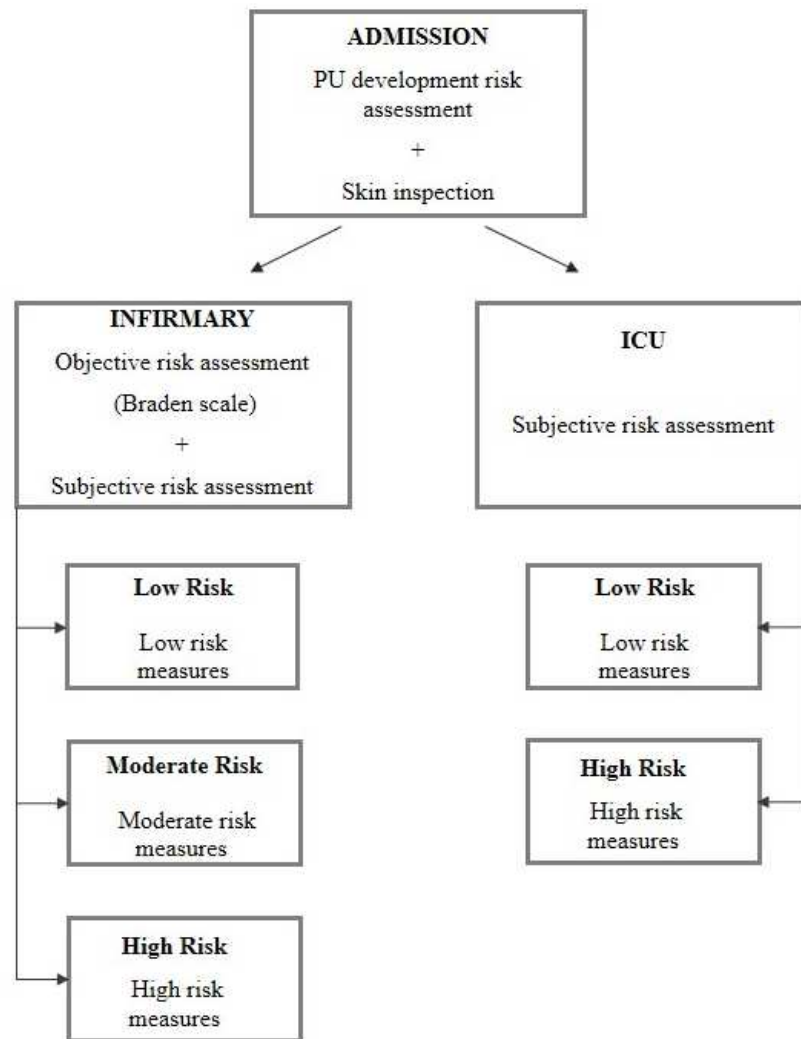 ADMISSION
PU development risk
assessment
+
Skin inspection
INFIRMARY
Objective risk assessment
(Braden scale)
+
Subjective risk assessment
ICU
Subjective risk assessment
Low Risk
Low risk
measures
Moderate Risk
Moderate risk
measures
High Risk
High risk
measures
Low Risk
Low risk
measures
High Risk
High risk
measures